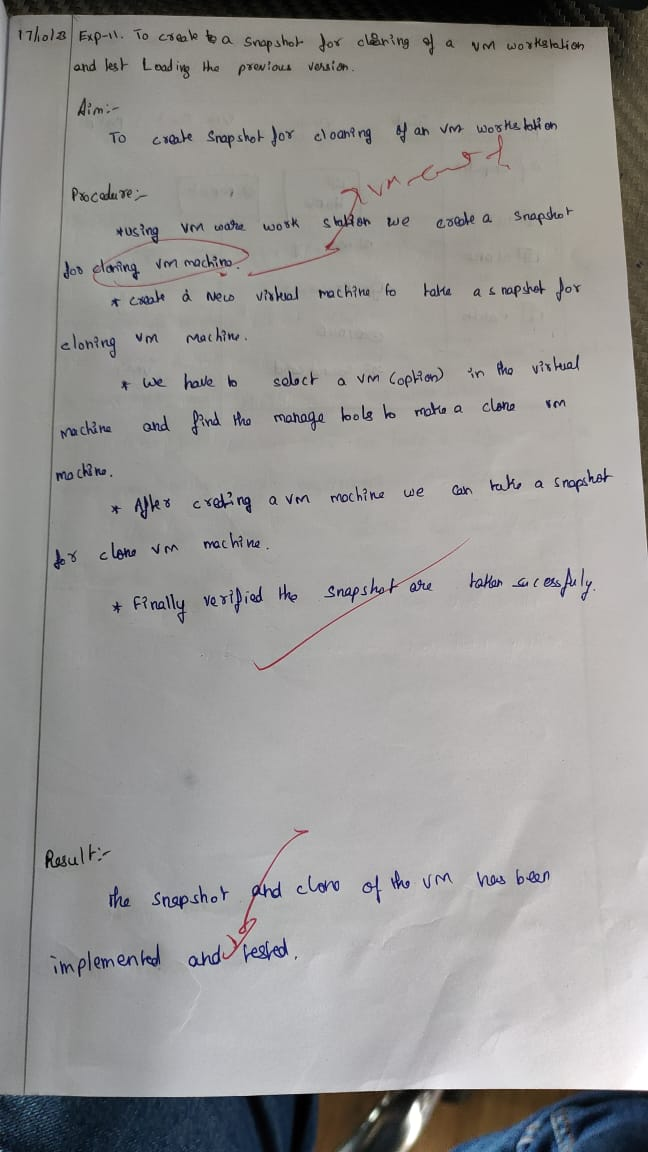 17/10/23 Exp-11. To create to a snapshot for cloning of a VM workstation
and test Loading the previous version.
Aim:-
To create snapshot for cloaning of an VM workstation
Procedure:-
*using VM ware work station we create a snapshot
for cloning VM machine.
* create a New virtual machine to take a snapshot for
cloning VM Machine.
* We have to select a VM (option) in the virtual
machine and find the manage tools to make a clone VM
machine.
* After creating a VM machine we can take a snapshot
for clone VM machine.
* Finally verified the snapshot are taken sucessfuly.
Result:-
The snapshot and clone of the VM has been
implemented and tested.